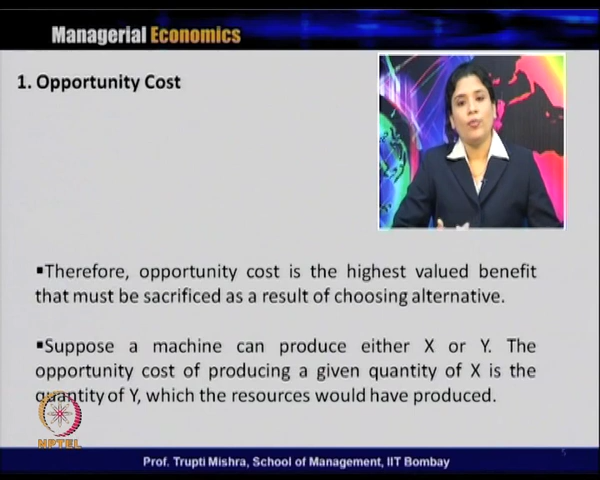 Managerial Economics
1. Opportunity Cost
▪Therefore, opportunity cost is the highest valued benefit
that must be sacrificed as a result of choosing alternative.
▪Suppose a machine can produce either X or Y. The
opportunity cost of producing a given quantity of X is the
quantity of Y, which the resources would have produced.
NPTEL
Prof. Trupti Mishra, School of Management, IIT Bombay